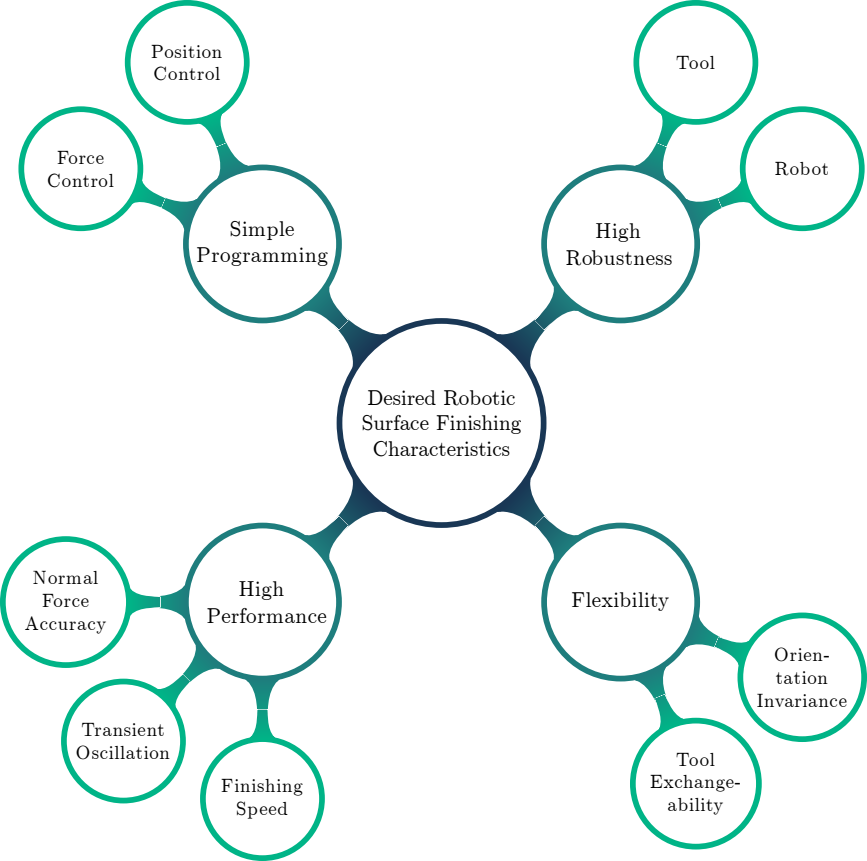 Position
Control
Force
Control
Simple
Programming
Tool
Robot
High
Robustness
Desired Robotic
Surface Finishing
Characteristics
High
Performance
Normal
Force
Accuracy
Transient
Oscillation
Finishing
Speed
Flexibility
Orien-
tation
Invariance
Tool
Exchange-
ability